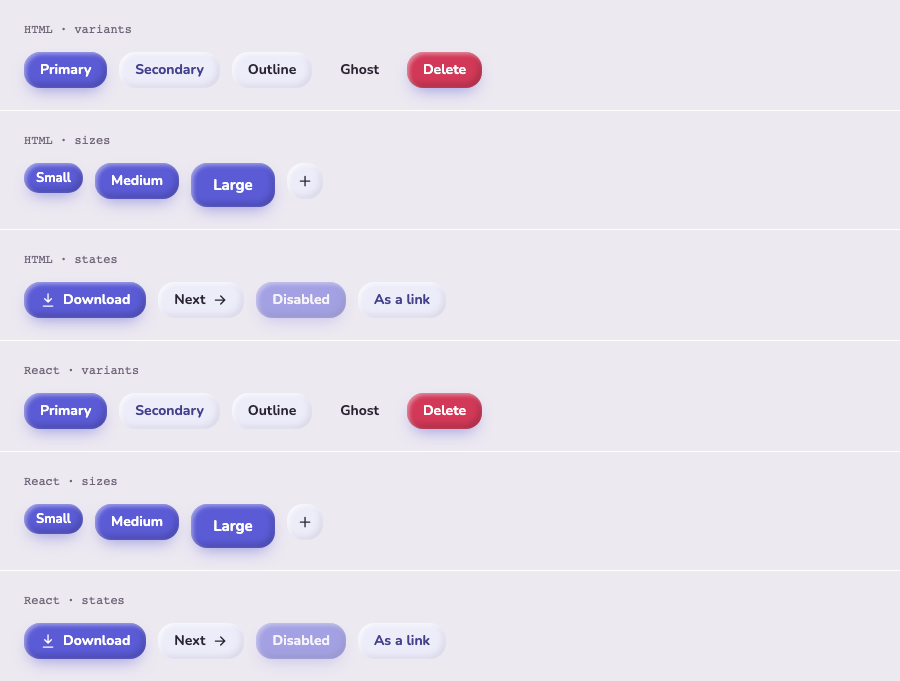 HTML · variants
Primary Secondary Outline Ghost Delete
HTML · sizes
Small Medium Large +
HTML · states
Download Next → Disabled As a link
React · variants
Primary Secondary Outline Ghost Delete
React · sizes
Small Medium Large +
React · states
Download Next → Disabled As a link